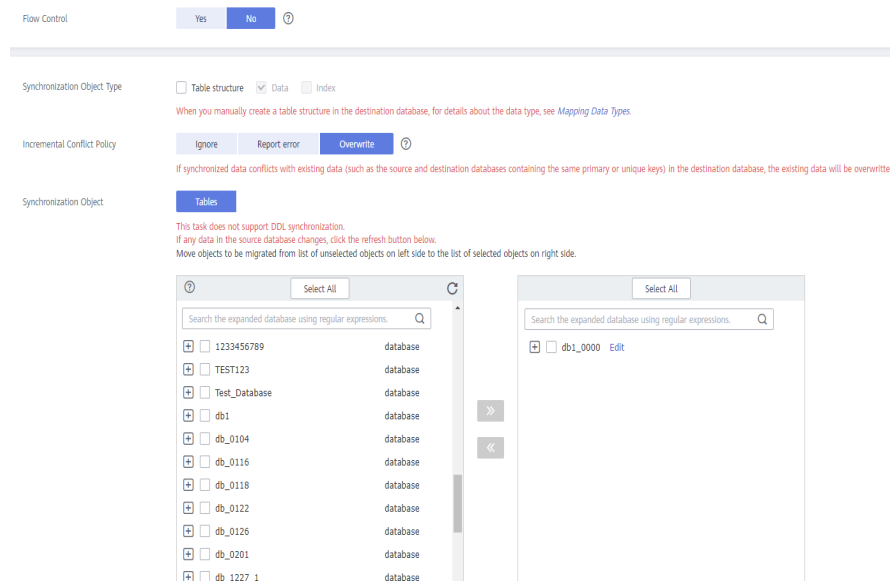 Flow Control Yes No
Synchronization Object Type Table structure Data Index
When you manually create a table structure in the destination database, for details about the data type, see Mapping Data Types.
Incremental Conflict Policy Ignore Report error Overwrite
If synchronized data conflicts with existing data (such as the source and destination databases containing the same primary or unique keys) in the destination database, the existing data will be overwritte
Synchronization Object Tables
This task does not support DDL synchronization.
If any data in the source database changes, click the refresh button below.
Move objects to be migrated from list of unselected objects on left side to the list of selected objects on right side.
Select All
Search the expanded database using regular expressions.
1233456789 database
TEST123 database
Test_Database database
db1 database
db_0104 database
db_0116 database
db_0118 database
db_0122 database
db_0126 database
db_0201 database
db_1227_1 database
Select All
Search the expanded database using regular expressions.
db1_0000 Edit